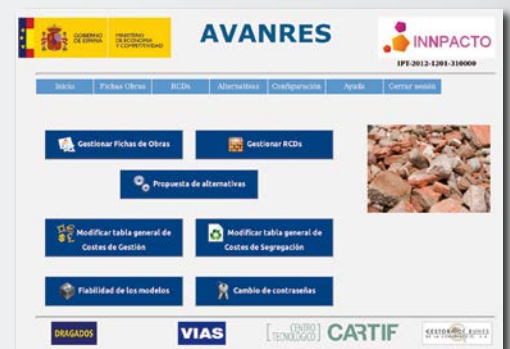 GOBIERNO DE ESPAÑA
MINISTERIO DE ECONOMÍA Y COMPETITIVIDAD
AVANRES
INNPACTO
IPT-2012-1201-310000
Inicio Fichas Obras RCDs Alternativas Configuración Ayuda Cerrar sesión
Gestionar Fichas de Obras
Gestionar RCDs
Propuesta de alternativas
Modificar tabla general de
Costes de Gestión
Modificar tabla general de
Costes de Segregación
Fiabilidad de los modelos
Cambio de contraseñas
DRAGADOS
VIAS
CENTRO
TECNOLÓGICO
CARTIF